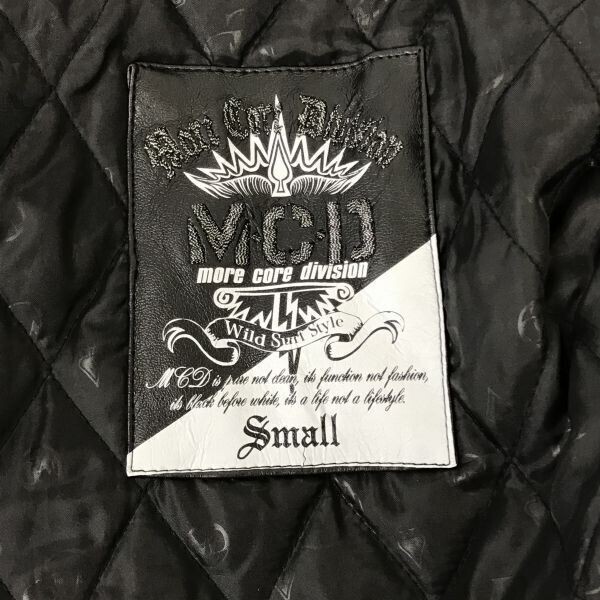 More Core Division
M·C·D
more core division
Wild Surf Style
MCD is pure not clean, its function not fashion,
its black before white, its a life not a lifestyle.
Small